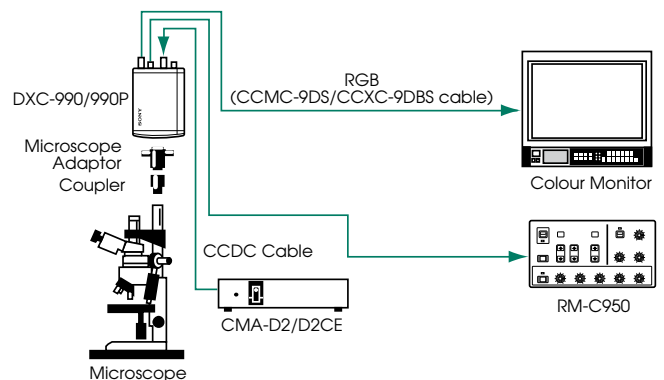 DXC-990/990P
SONY
RGB
(CCMC-9DS/CCXC-9DBS cable)
Microscope
Adaptor
Coupler
Colour Monitor
CCDC Cable
CMA-D2/D2CE
RM-C950
Microscope